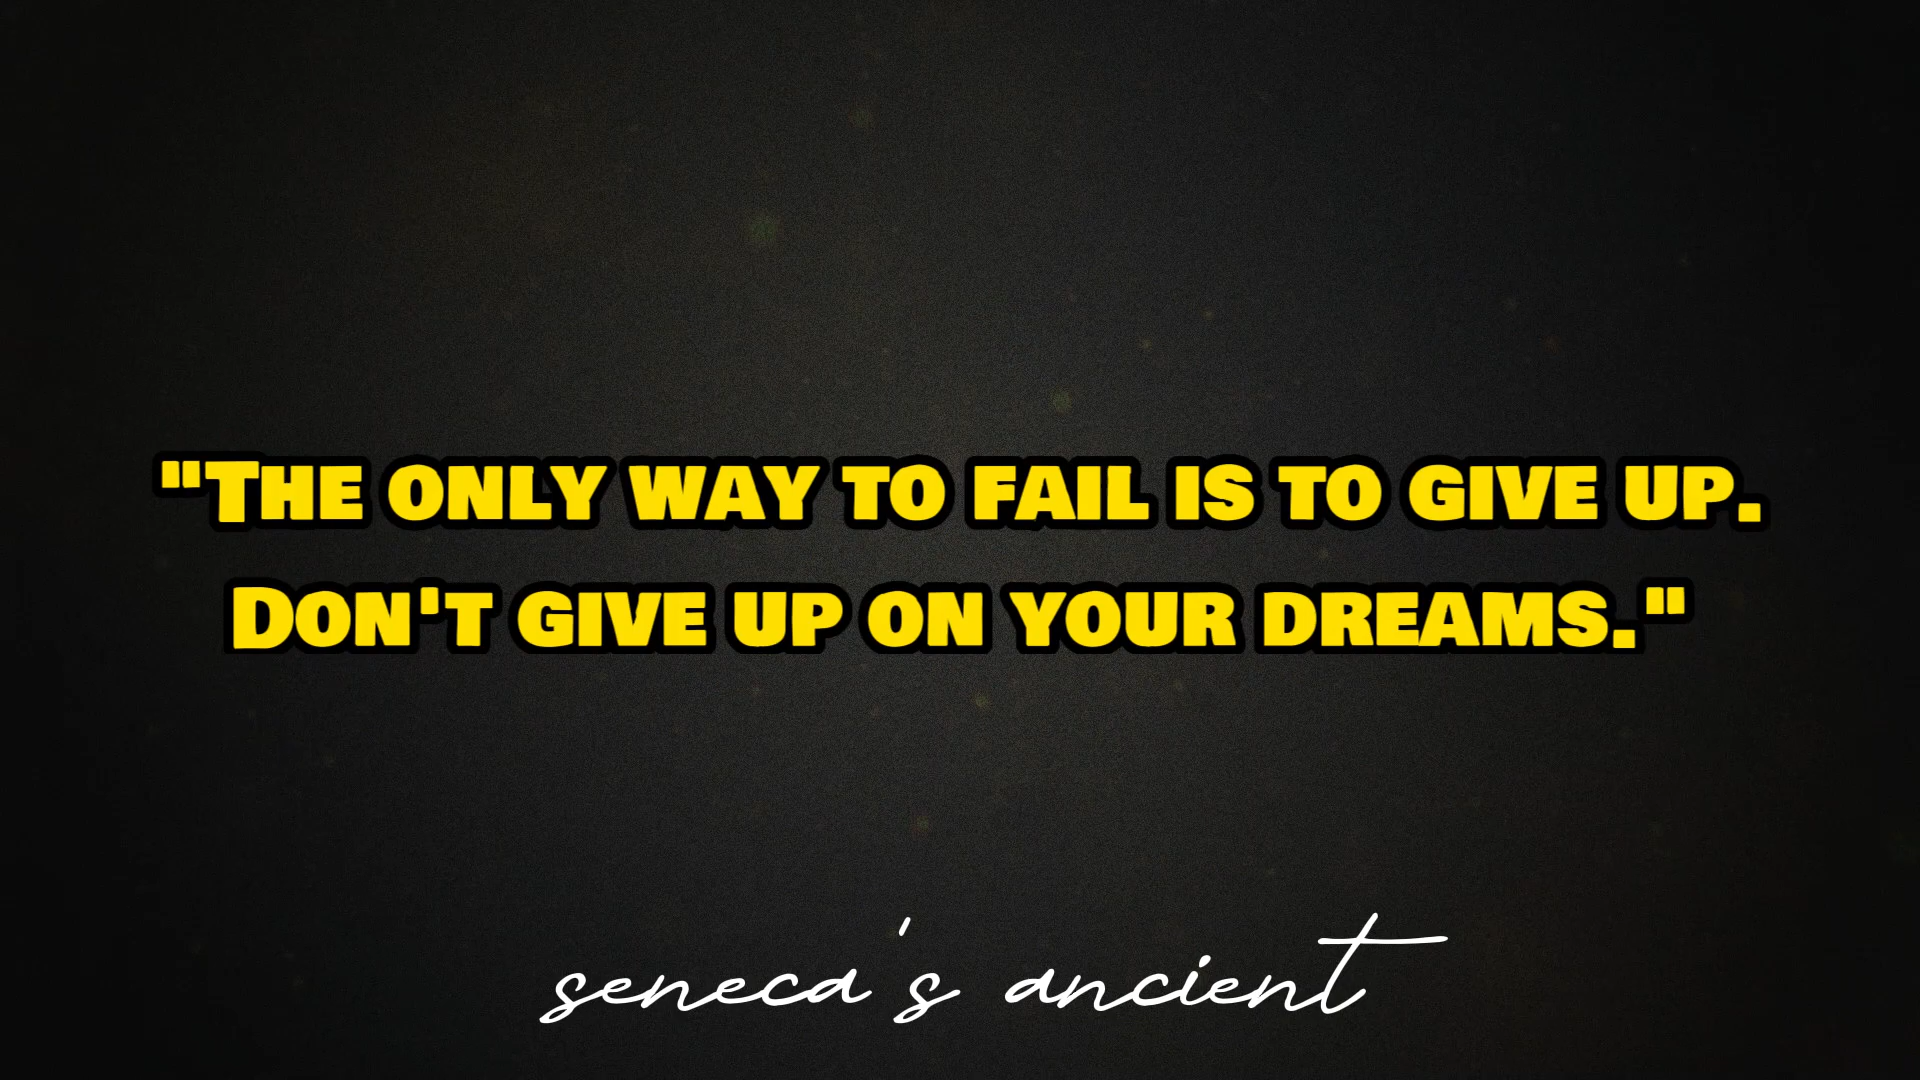 "The only way to fail is to give up.
Don't give up on your dreams."
seneca's ancient